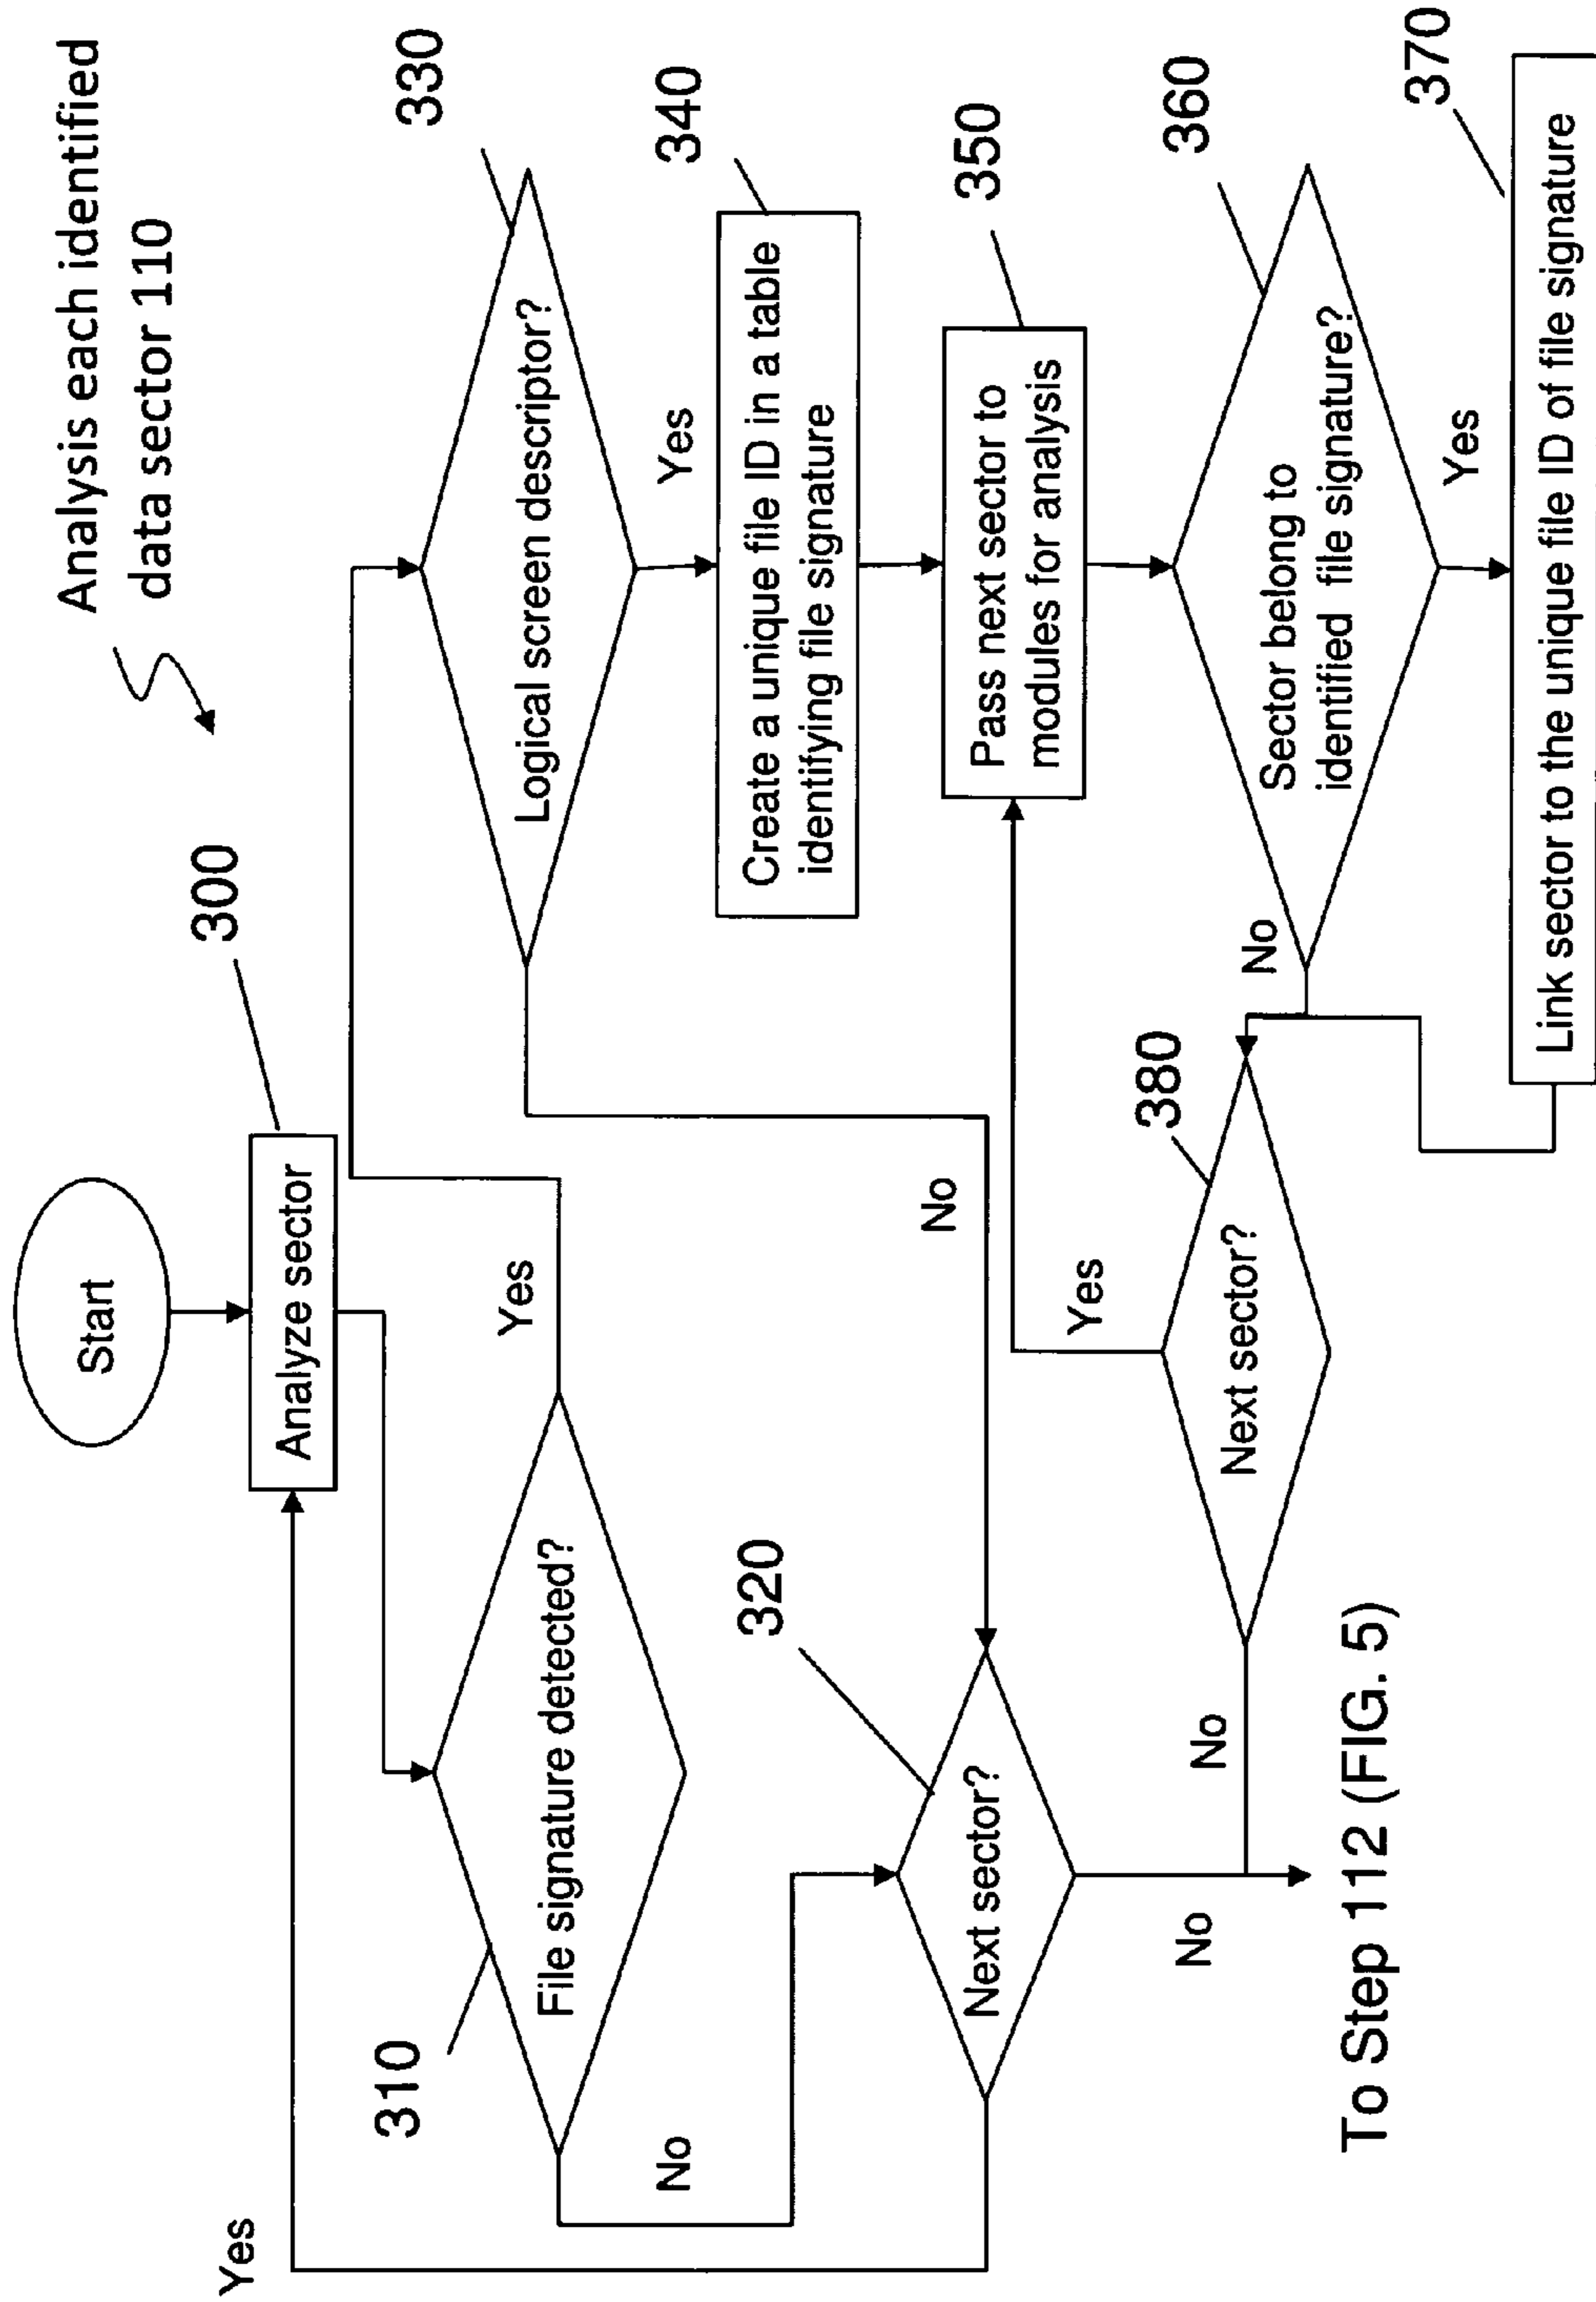 Analysis each identified
data sector 110
Start
300
Analyze sector
310
File signature detected?
Yes
No
330
Logical screen descriptor?
Yes
No
340
Create a unique file ID in a table
identifying file signature
350
Pass next sector to
modules for analysis
320
Next sector?
Yes
No
360
Sector belong to
identified file signature?
No
Yes
370
Link sector to the unique file ID of file signature
380
Next sector?
Yes
No
To Step 112 (FIG. 5)